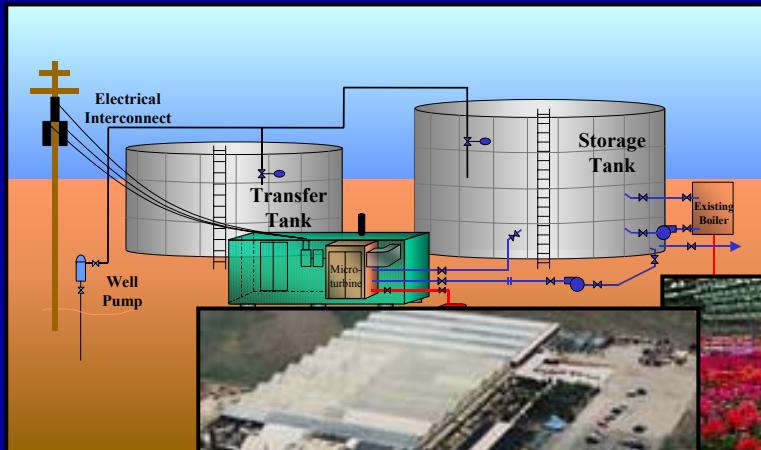 Electrical
Interconnect
Storage
Tank
Transfer
Tank
Existing
Boiler
Micro-
turbine
Well
Pump